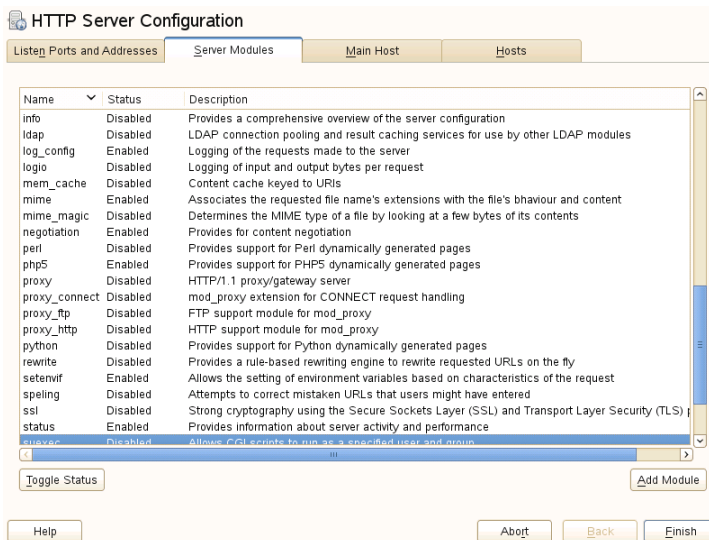 HTTP Server Configuration
Listen Ports and Addresses Server Modules Main Host Hosts
Name Status Description
info Disabled Provides a comprehensive overview of the server configuration
ldap Disabled LDAP connection pooling and result caching services for use by other LDAP modules
log_config Enabled Logging of the requests made to the server
logio Disabled Logging of input and output bytes per request
mem_cache Disabled Content cache keyed to URIs
mime Enabled Associates the requested file name's extensions with the file's bhaviour and content
mime_magic Disabled Determines the MIME type of a file by looking at a few bytes of its contents
negotiation Enabled Provides for content negotiation
perl Disabled Provides support for Perl dynamically generated pages
php5 Enabled Provides support for PHP5 dynamically generated pages
proxy Disabled HTTP/1.1 proxy/gateway server
proxy_connect Disabled mod_proxy extension for CONNECT request handling
proxy_ftp Disabled FTP support module for mod_proxy
proxy_http Disabled HTTP support module for mod_proxy
python Disabled Provides support for Python dynamically generated pages
rewrite Disabled Provides a rule-based rewriting engine to rewrite requested URLs on the fly
setenvif Enabled Allows the setting of environment variables based on characteristics of the request
speling Disabled Attempts to correct mistaken URLs that users might have entered
ssl Disabled Strong cryptography using the Secure Sockets Layer (SSL) and Transport Layer Security (TLS) p
status Enabled Provides information about server activity and performance
suexec Disabled Allows CGI scripts to run as a specified user and group
Toggle Status Add Module
Help Abort Back Finish